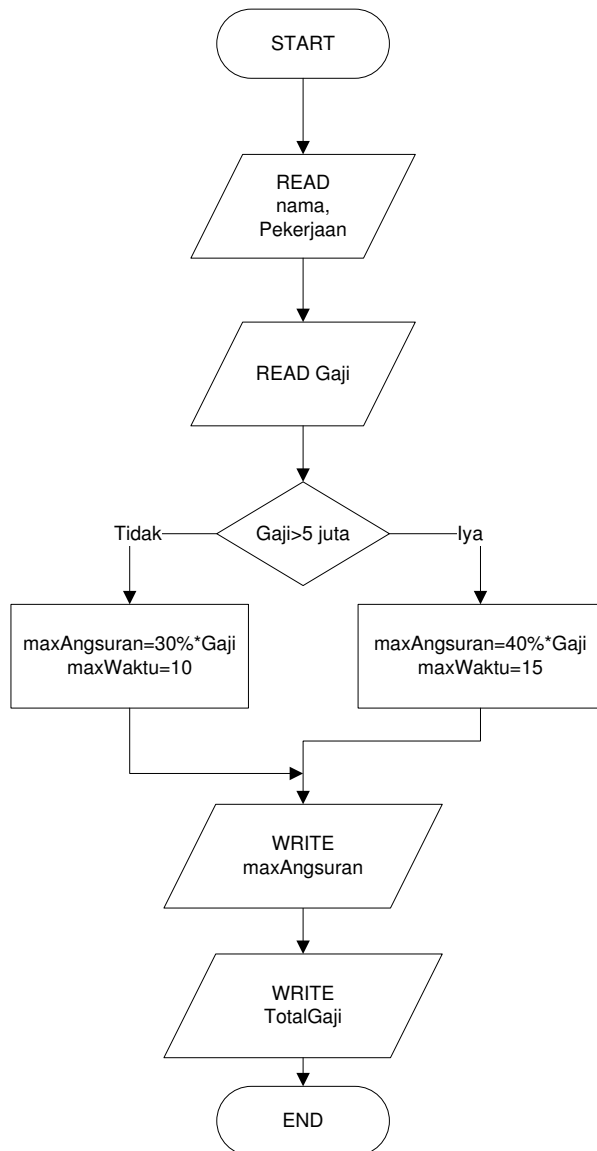 START
READ
nama,
Pekerjaan
READ Gaji
Gaji>5 juta
Tidak
Iya
maxAngsuran=30%*Gaji
maxWaktu=10
maxAngsuran=40%*Gaji
maxWaktu=15
WRITE
maxAngsuran
WRITE
TotalGaji
END